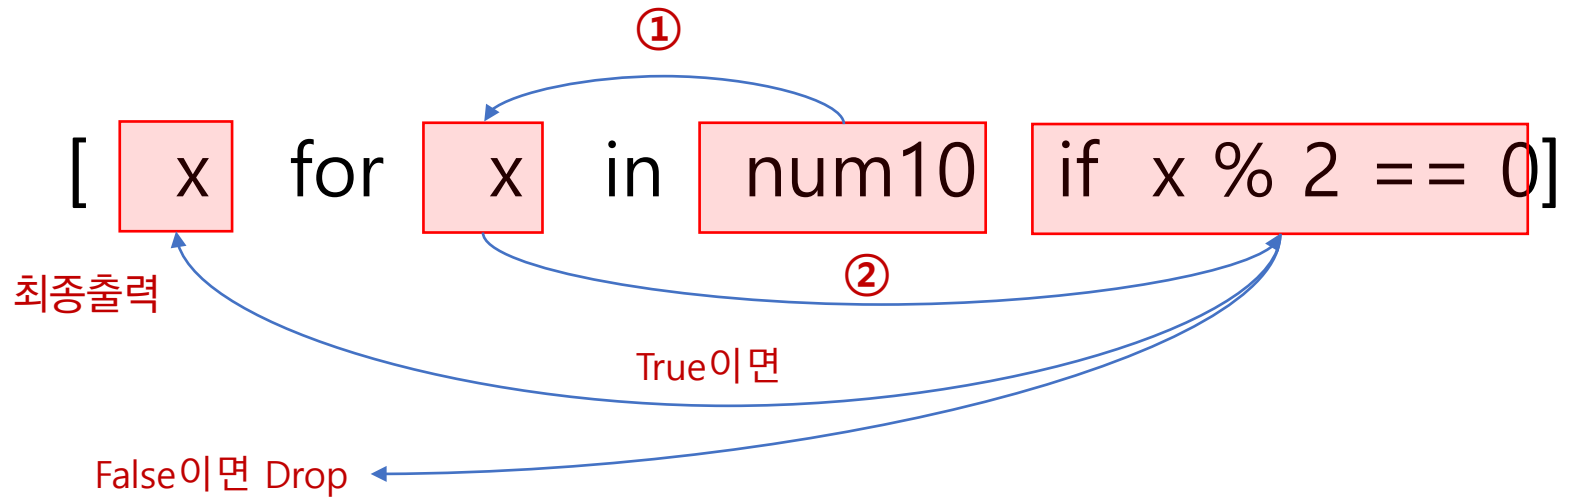 ①
[ x for x in num10 if x % 2 == 0]
②
최종출력
True이면
False이면 Drop